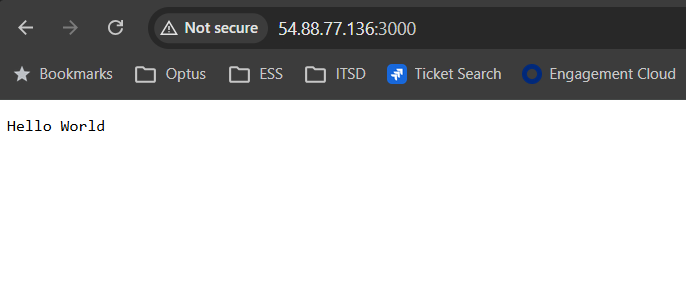 Not secure 54.88.77.136:3000
Bookmarks Optus ESS ITSD Ticket Search Engagement Cloud
Hello World